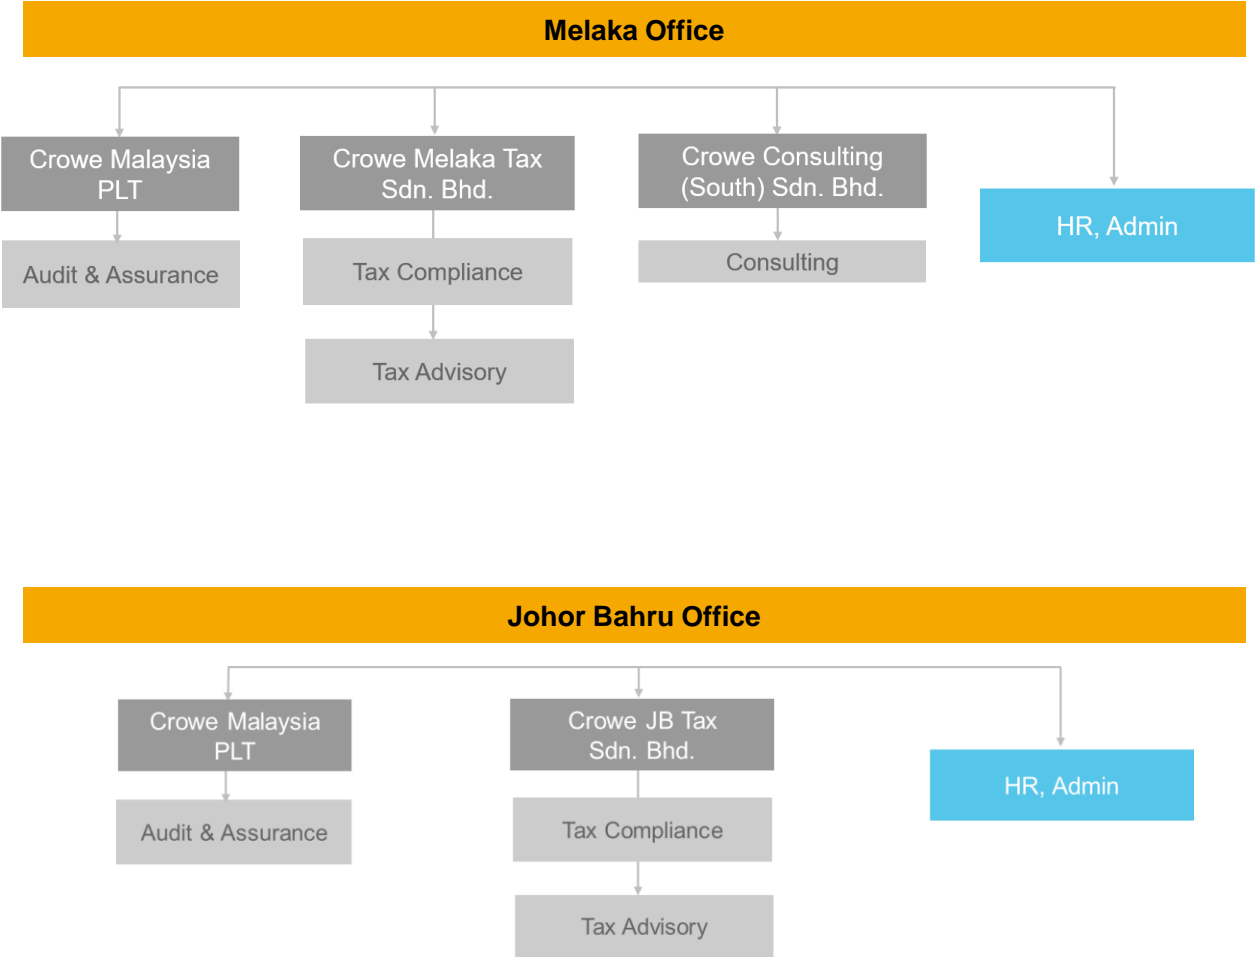 Melaka Office
Crowe Malaysia
PLT
Audit & Assurance
Crowe Melaka Tax
Sdn. Bhd.
Tax Compliance
Tax Advisory
Crowe Consulting
(South) Sdn. Bhd.
Consulting
HR, Admin
Johor Bahru Office
Crowe Malaysia
PLT
Audit & Assurance
Crowe JB Tax
Sdn. Bhd.
Tax Compliance
Tax Advisory
HR, Admin